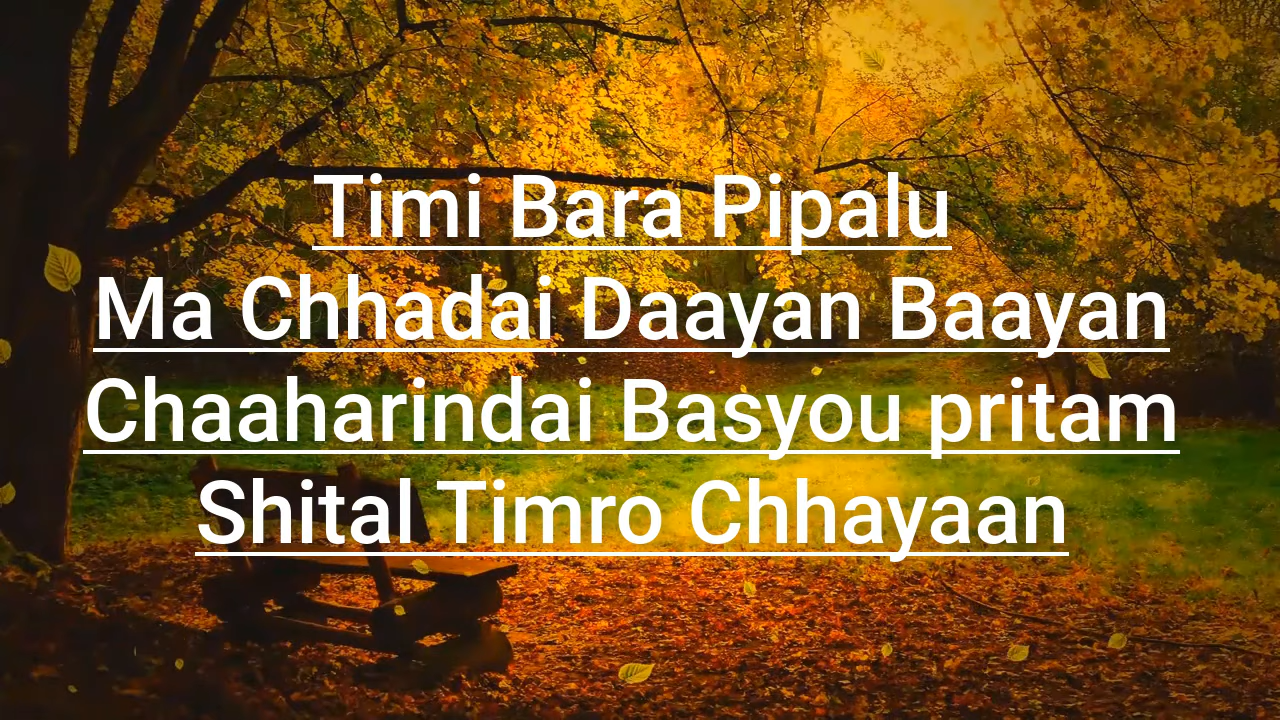 Timi Bara Pipalu
Ma Chhadai Daayan Baayan
Chaaharindai Basyou pritam
Shital Timro Chhayaan